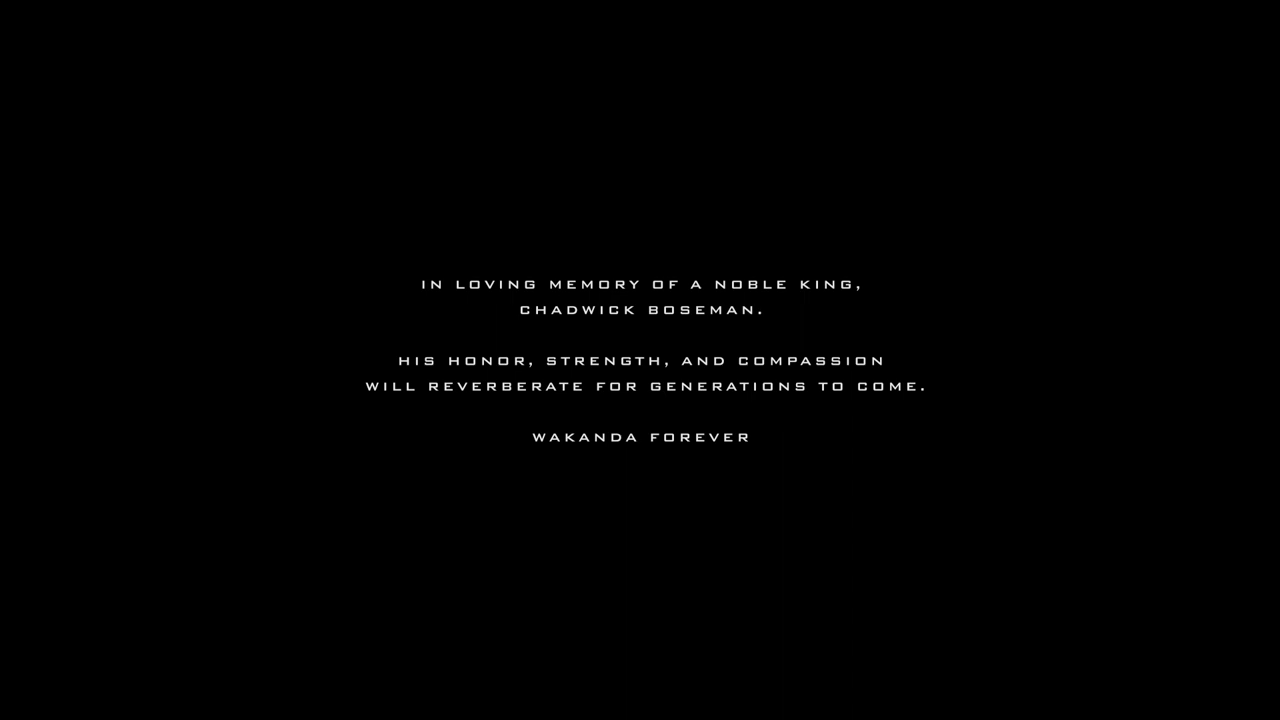 IN LOVING MEMORY OF A NOBLE KING,
CHADWICK BOSEMAN.
HIS HONOR, STRENGTH, AND COMPASSION
WILL REVERBERATE FOR GENERATIONS TO COME.
WAKANDA FOREVER